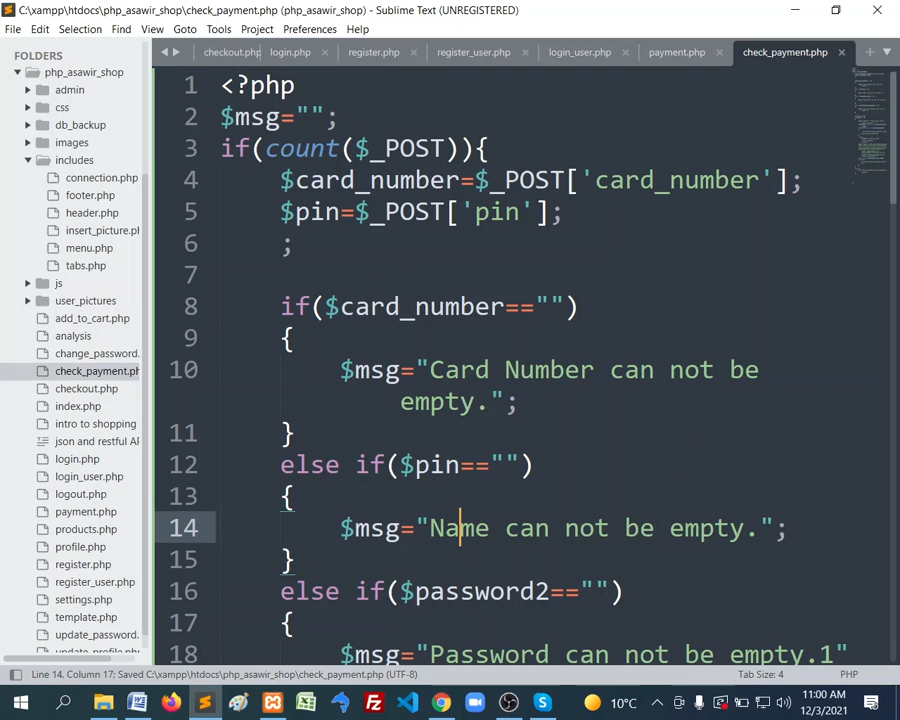 C:\xampp\htdocs\php_asawir_shop\check_payment.php (php_asawir_shop) - Sublime Text (UNREGISTERED)
File Edit Selection Find View Goto Tools Project Preferences Help
FOLDERS
php_asawir_shop
admin
css
db_backup
images
includes
connection.php
footer.php
header.php
insert_picture.ph
menu.php
tabs.php
js
user_pictures
add_to_cart.php
analysis
change_password.
check_payment.ph
checkout.php
index.php
intro to shopping
json and restful AP
login.php
login_user.php
logout.php
payment.php
products.php
profile.php
register.php
register_user.php
settings.php
template.php
update_password.
update_profile.php
checkout.php login.php register.php register_user.php login_user.php payment.php check_payment.php
1 <?php
2 $msg="";
3 if(count($_POST)){
4 $card_number=$_POST['card_number'];
5 $pin=$_POST['pin'];
6 ;
7
8 if($card_number=="")
9 {
10 $msg="Card Number can not be
empty.";
11 }
12 else if($pin=="")
13 {
14 $msg="Name can not be empty.";
15 }
16 else if($password2=="")
17 {
18 $msg="Password can not be empty.1"
Line 14, Column 17; Saved C:\xampp\htdocs\php_asawir_shop\check_payment.php (UTF-8) Tab Size: 4 PHP
10°C 11:00 AM
12/3/2021